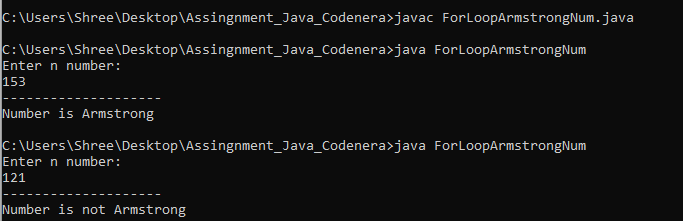 C:\Users\Shree\Desktop\Assingnment_Java_Codenera>javac ForLoopArmstrongNum.java
C:\Users\Shree\Desktop\Assingnment_Java_Codenera>java ForLoopArmstrongNum
Enter n number:
153
--------------------
Number is Armstrong
C:\Users\Shree\Desktop\Assingnment_Java_Codenera>java ForLoopArmstrongNum
Enter n number:
121
--------------------
Number is not Armstrong